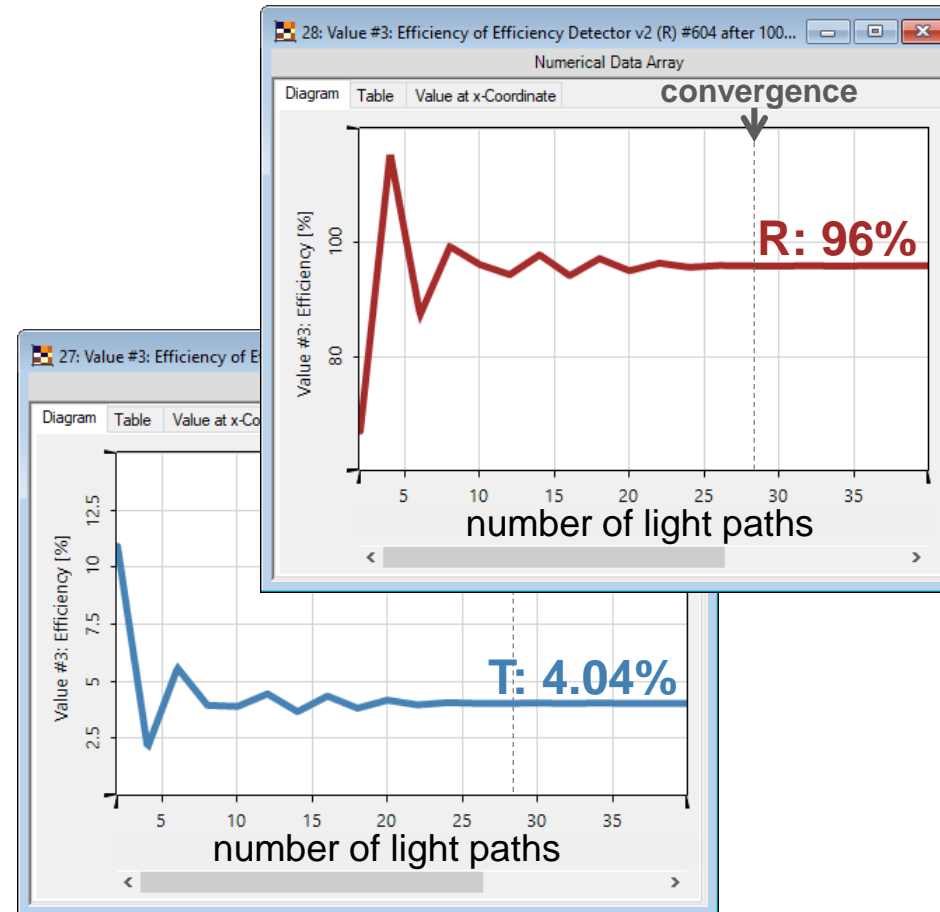 28: Value #3: Efficiency of Efficiency Detector v2 (R) #604 after 100...
Numerical Data Array
Diagram Table Value at x-Coordinate
convergence
Value #3: Efficiency [%]
100
80
R: 96%
5 10 15 20 25 30 35
number of light paths
27: Value #3: Efficiency of E
Diagram Table Value at x-Co
Value #3: Efficiency [%]
12.5
10
7.5
5
2.5
T: 4.04%
5 10 15 20 25 30 35
number of light paths